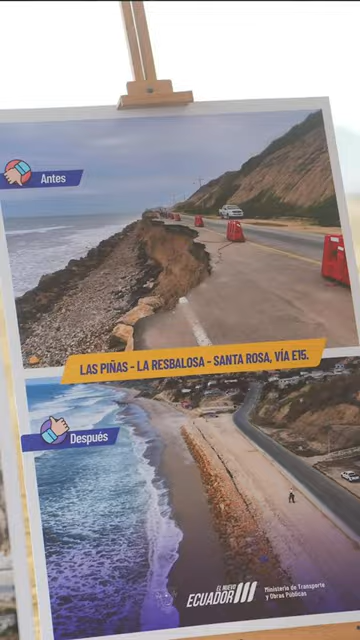 Antes
LAS PIÑAS - LA RESBALOSA - SANTA ROSA, VÍA E15.
Después
EL NUEVO
ECUADOR
Ministerio de Transporte
y Obras Públicas